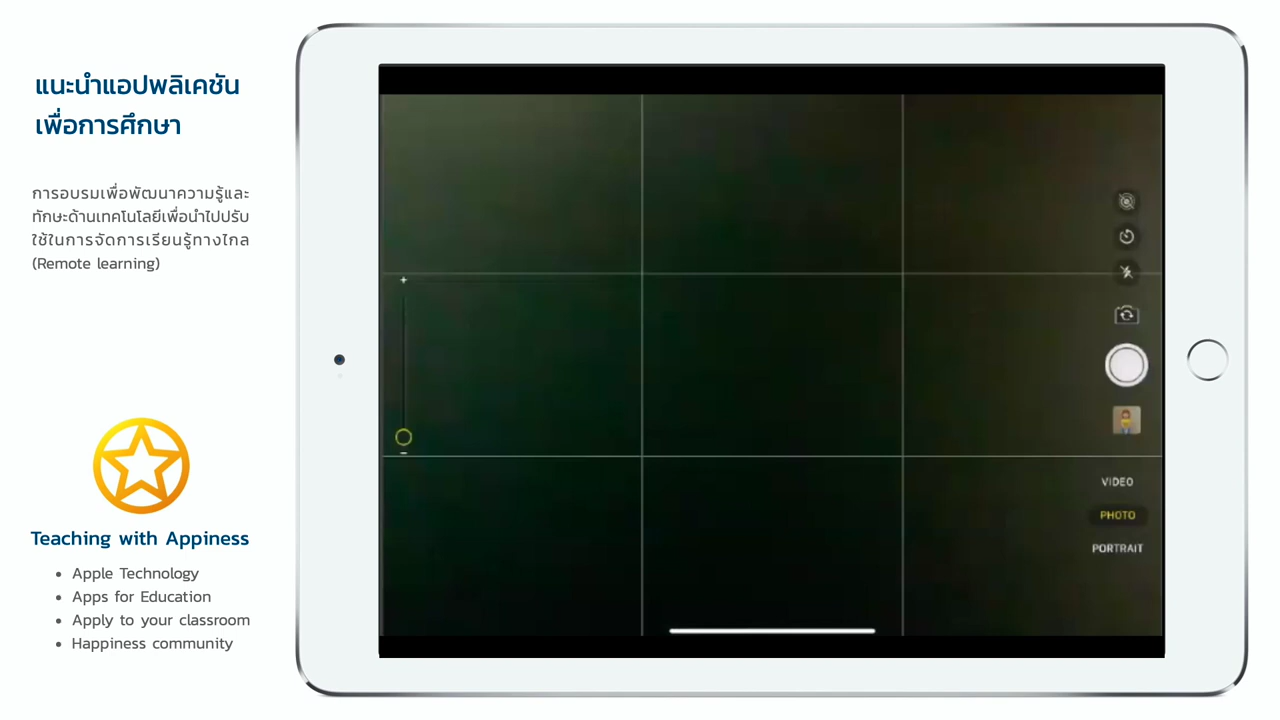 แนะนำแอปพลิเคชัน
เพื่อการศึกษา
การอบรมเพื่อพัฒนาความรู้และ
ทักษะด้านเทคโนโลยีเพื่อนำไปปรับ
ใช้ในการจัดการเรียนรู้ทางไกล
(Remote learning)
Teaching with Appiness
• Apple Technology
• Apps for Education
• Apply to your classroom
• Happiness community
VIDEO
PHOTO
PORTRAIT